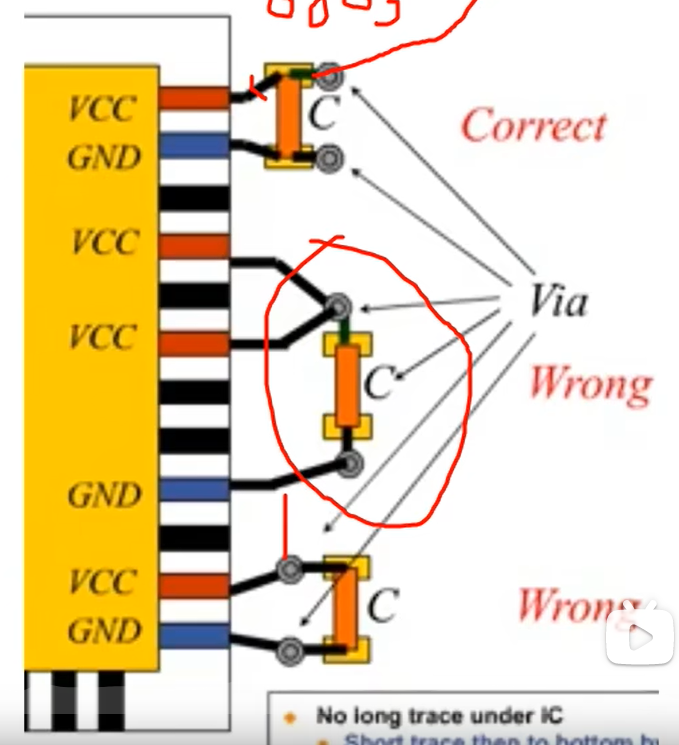 VCC
C
Correct
GND
VCC
Via
VCC
C
Wrong
GND
VCC
C
Wrong
GND
No long trace under IC
Short trace then to bottom